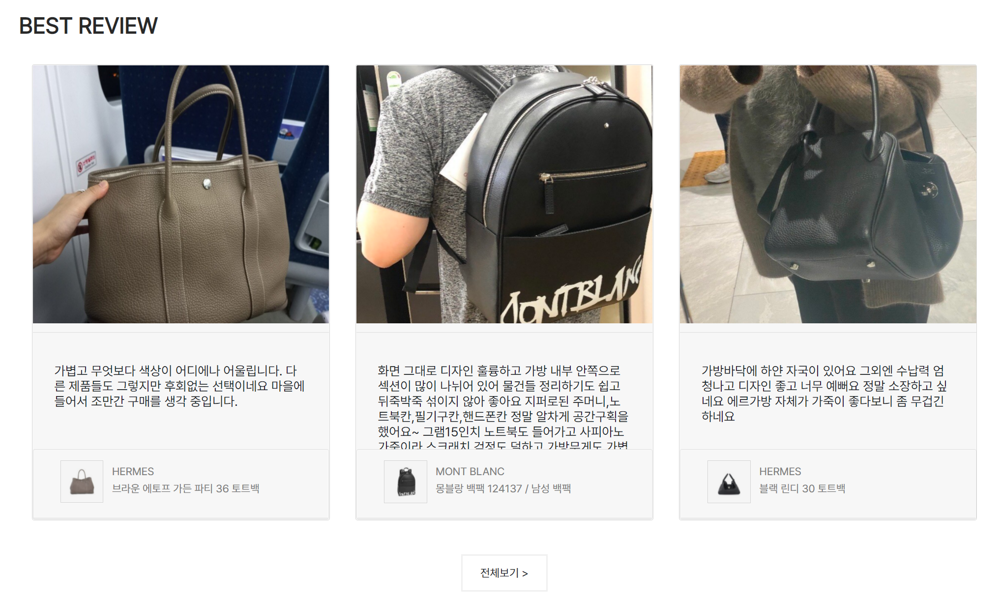 BEST REVIEW
MONTBLANC
가볍고 무엇보다 색상이 어디에나 어울립니다. 다
른 제품들도 그렇지만 후회없는 선택이네요 마을에
들어서 조만간 구매를 생각 중입니다.
화면 그대로 디자인 훌륭하고 가방 내부 안쪽으로
섹션이 많이 나뉘어 있어 물건들 정리하기도 쉽고
뒤죽박죽 섞이지 않아 좋아요 지퍼로된 주머니,노
트북칸,필기구칸,핸드폰칸 정말 알차게 공간구획을
했어요~ 그램15인치 노트북도 들어가고 사피아노
가죽이라 스크래치 걱정도 덜하고 가방무게도 가볍
가방바닥에 하얀 자국이 있어요 그외엔 수납력 엄
청나고 디자인 좋고 너무 예뻐요 정말 소장하고 싶
네요 에르가방 자체가 가죽이 좋다보니 좀 무겁긴
하네요
HERMES
브라운 에토프 가든 파티 36 토트백
MONT BLANC
몽블랑 백팩 124137 / 남성 백팩
HERMES
블랙 린디 30 토트백
전체보기 >